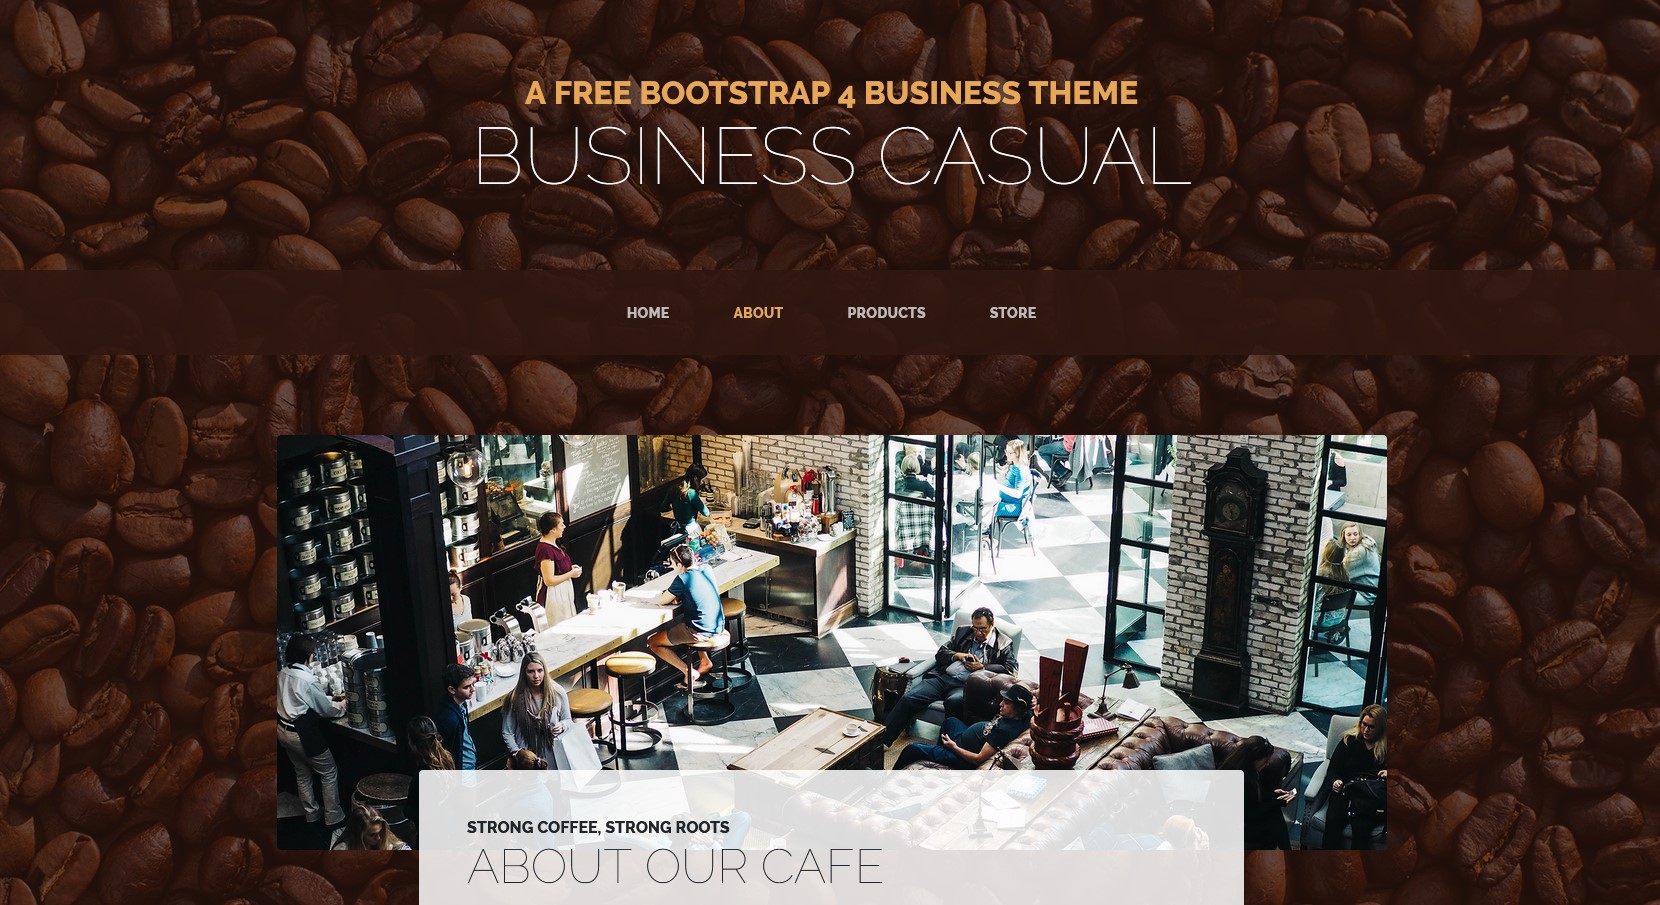 A FREE BOOTSTRAP 4 BUSINESS THEME
BUSINESS CASUAL
HOME ABOUT PRODUCTS STORE
STRONG COFFEE, STRONG ROOTS
ABOUT OUR CAFE